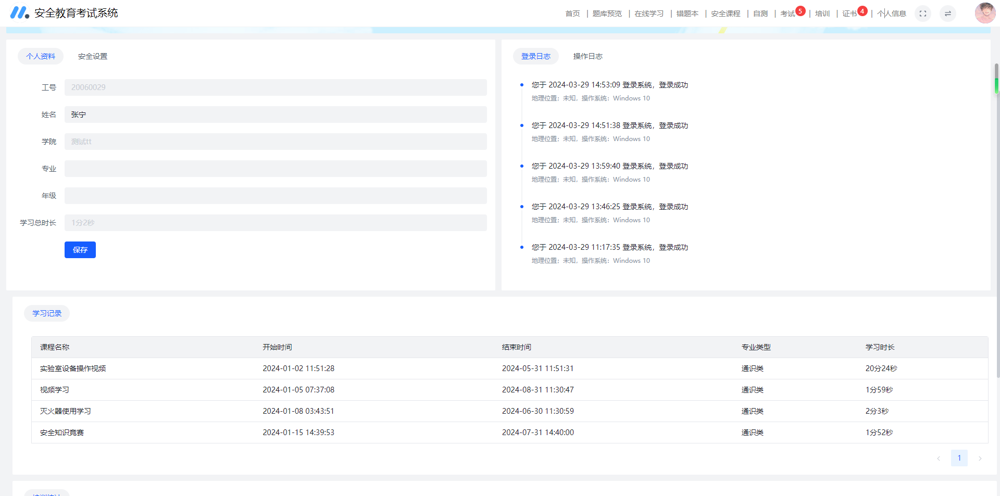 安全教育考试系统
首页 | 题库预览 | 在线学习 | 错题本 | 安全课程 | 自测 | 考试 5 | 培训 | 证书 4 | 个人信息
个人资料 安全设置
工号 20060029
姓名 张宁
学院 测试tt
专业
年级
学习总时长 1分2秒
保存
登录日志 操作日志
您于 2024-03-29 14:53:09 登录系统，登录成功
地理位置；未知，操作系统：Windows 10
您于 2024-03-29 14:51:38 登录系统，登录成功
地理位置；未知，操作系统：Windows 10
您于 2024-03-29 13:59:40 登录系统，登录成功
地理位置；未知，操作系统：Windows 10
您于 2024-03-29 13:46:25 登录系统，登录成功
地理位置；未知，操作系统：Windows 10
您于 2024-03-29 11:17:35 登录系统，登录成功
地理位置；未知，操作系统：Windows 10
学习记录
课程名称 开始时间 结束时间 专业类型 学习时长
实验室设备操作视频 2024-01-02 11:51:28 2024-05-31 11:51:31 通识类 20分24秒
视频学习 2024-01-05 07:37:08 2024-08-31 11:30:47 通识类 1分59秒
灭火器使用学习 2024-01-08 03:43:51 2024-06-30 11:30:59 通识类 2分3秒
安全知识竞赛 2024-01-15 14:39:53 2024-07-31 14:40:00 通识类 1分52秒
1